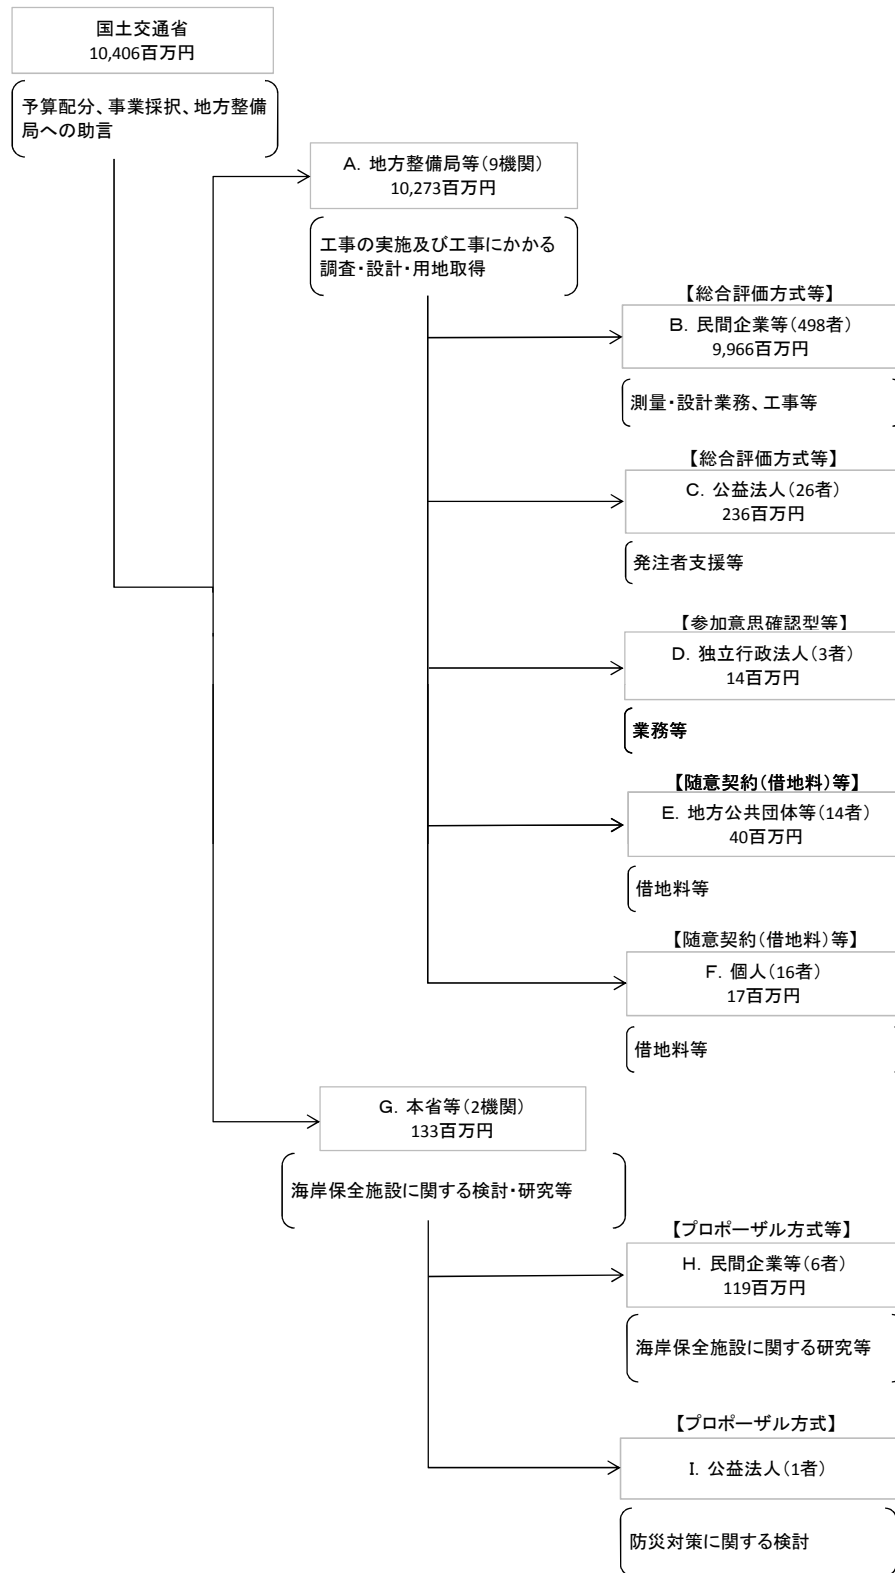 国土交通省
10,406百万円
予算配分、事業採択、地方整備
局への助言
A. 地方整備局等(9機関)
10,273百万円
工事の実施及び工事にかかる
調査・設計・用地取得
【総合評価方式等】
B. 民間企業等(498者)
9,966百万円
測量・設計業務、工事等
【総合評価方式等】
C. 公益法人(26者)
236百万円
発注者支援等
【参加意思確認型等】
D. 独立行政法人(3者)
14百万円
業務等
【随意契約(借地料)等】
E. 地方公共団体等(14者)
40百万円
借地料等
【随意契約(借地料)等】
F. 個人(16者)
17百万円
借地料等
G. 本省等(2機関)
133百万円
海岸保全施設に関する検討・研究等
【プロポーザル方式等】
H. 民間企業等(6者)
119百万円
海岸保全施設に関する研究等
【プロポーザル方式】
I. 公益法人(1者)
防災対策に関する検討